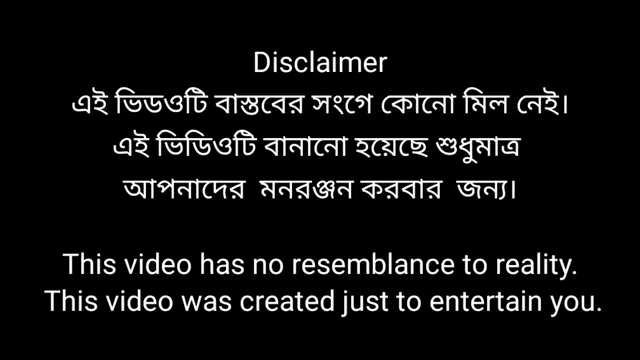 Disclaimer
এই ভিডওটি বাস্তবের সংগে কোনো মিল নেই।
এই ভিডিওটি বানানো হয়েছে শুধুমাত্র
আপনাদের মনরঞ্জন করবার জন্য।
This video has no resemblance to reality.
This video was created just to entertain you.